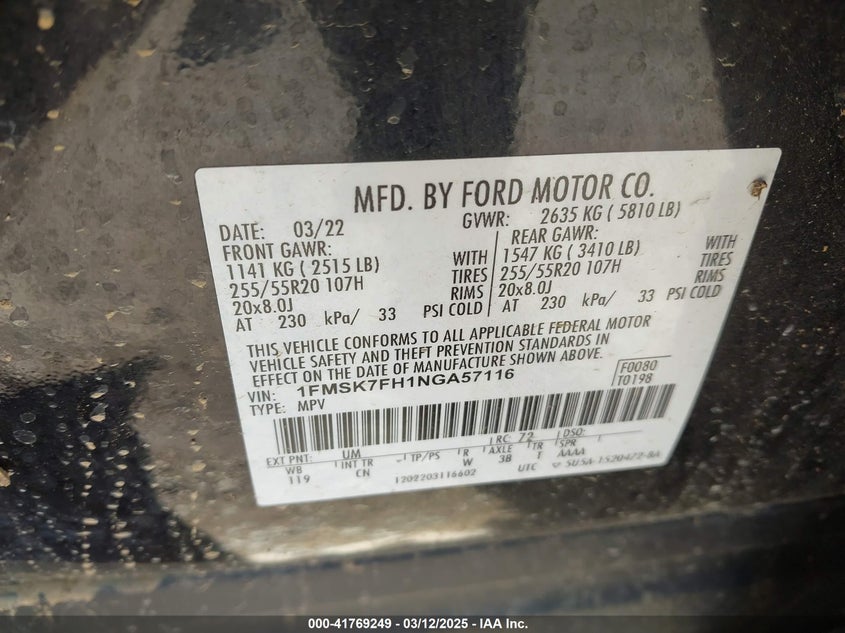 MFD. BY FORD MOTOR CO.
DATE: 03/22 GVWR: 2635 KG ( 5810 LB)
FRONT GAWR: REAR GAWR:
1141 KG ( 2515 LB) WITH 1547 KG ( 3410 LB) WITH
255/55R20 107H TIRES 255/55R20 107H TIRES
20x8.0J RIMS 20x8.0J RIMS
AT 230 kPa/ 33 PSI COLD AT 230 kPa/ 33 PSI COLD
THIS VEHICLE CONFORMS TO ALL APPLICABLE FEDERAL MOTOR
VEHICLE SAFETY AND THEFT PREVENTION STANDARDS IN
EFFECT ON THE DATE OF MANUFACTURE SHOWN ABOVE.
VIN: 1FMSK7FH1NGA57116 F0080
TYPE: MPV T0198
EXT PNT: UM RC: 72 DSO:
WB INT TR TP/PS R AXLE TR SPR
119 CN W 3B T AAAA
1202203116602 UTC 5U5A-1520472-BA
000-41769249 - 03/12/2025 - IAA Inc.